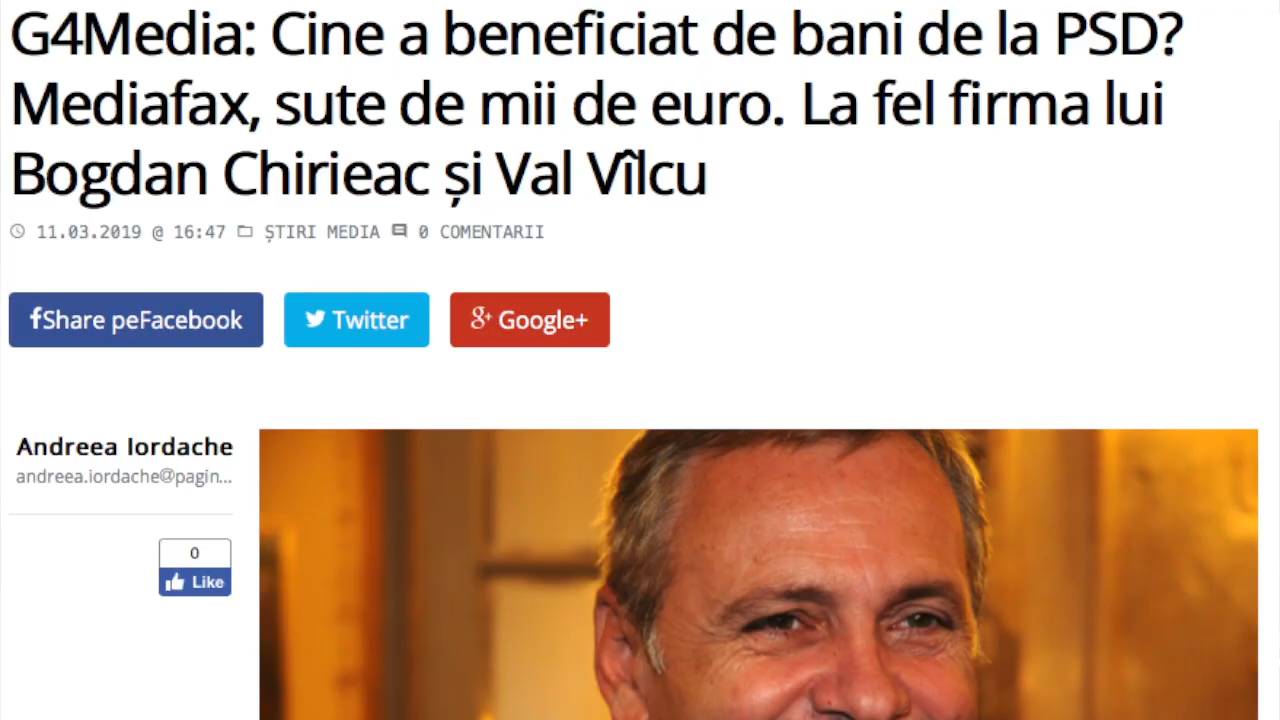 G4Media: Cine a beneficiat de bani de la PSD?
Mediafax, sute de mii de euro. La fel firma lui
Bogdan Chirieac și Val Vîlcu
11.03.2019 @ 16:47 ȘTIRI MEDIA 0 COMENTARII
fShare peFacebook Twitter g+ Google+
Andreea Iordache
andreea.iordache@pagin...
0
Like